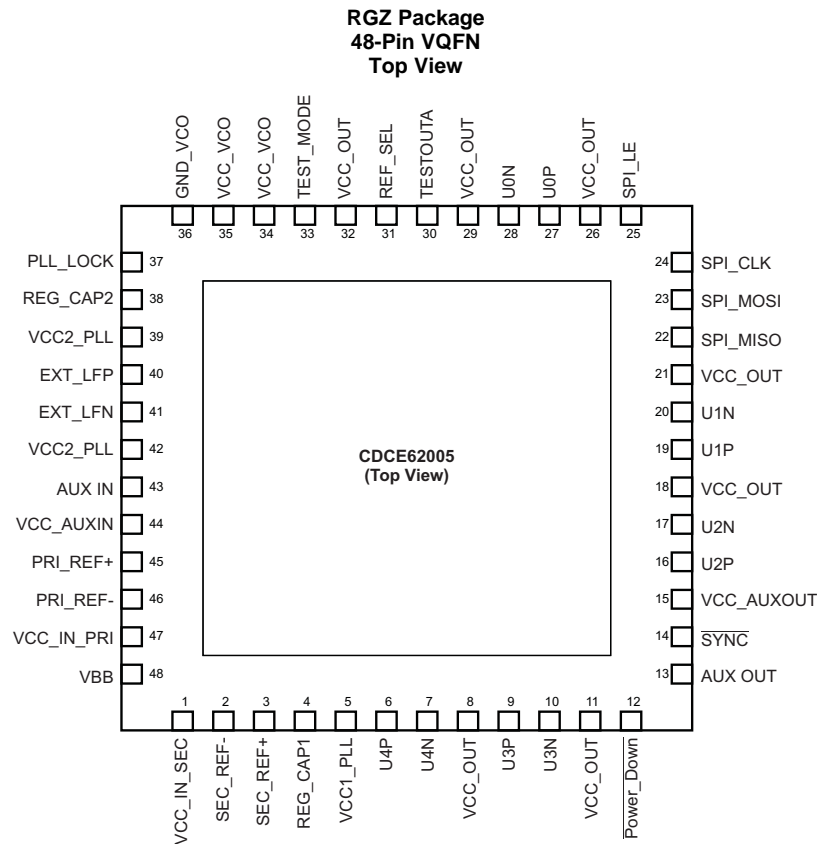 RGZ Package
48-Pin VQFN
Top View
GND_VCO
VCC_VCO
VCC_VCO
TEST_MODE
VCC_OUT
REF_SEL
TESTOUTA
VCC_OUT
U0N
U0P
VCC_OUT
SPI_LE
36
35
34
33
32
31
30
29
28
27
26
25
PLL_LOCK 37
REG_CAP2 38
VCC2_PLL 39
EXT_LFP 40
EXT_LFN 41
VCC2_PLL 42
AUX IN 43
VCC_AUXIN 44
PRI_REF+ 45
PRI_REF- 46
VCC_IN_PRI 47
VBB 48
CDCE62005
(Top View)
24 SPI_CLK
23 SPI_MOSI
22 SPI_MISO
21 VCC_OUT
20 U1N
19 U1P
18 VCC_OUT
17 U2N
16 U2P
15 VCC_AUXOUT
14 SYNC
13 AUX OUT
1
2
3
4
5
6
7
8
9
10
11
12
VCC_IN_SEC
SEC_REF-
SEC_REF+
REG_CAP1
VCC1_PLL
U4P
U4N
VCC_OUT
U3P
U3N
VCC_OUT
Power_Down